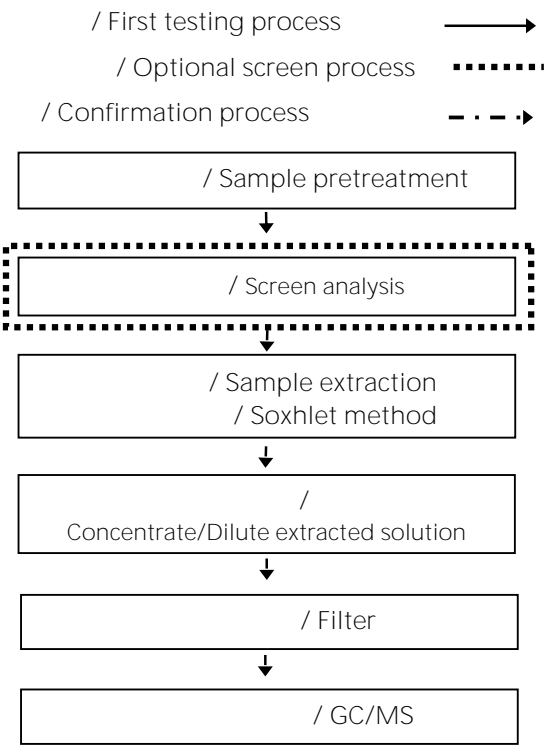 / First testing process
/ Optional screen process
/ Confirmation process
/ Sample pretreatment
/ Screen analysis
/ Sample extraction
/ Soxhlet method
/
Concentrate/Dilute extracted solution
/ Filter
/ GC/MS